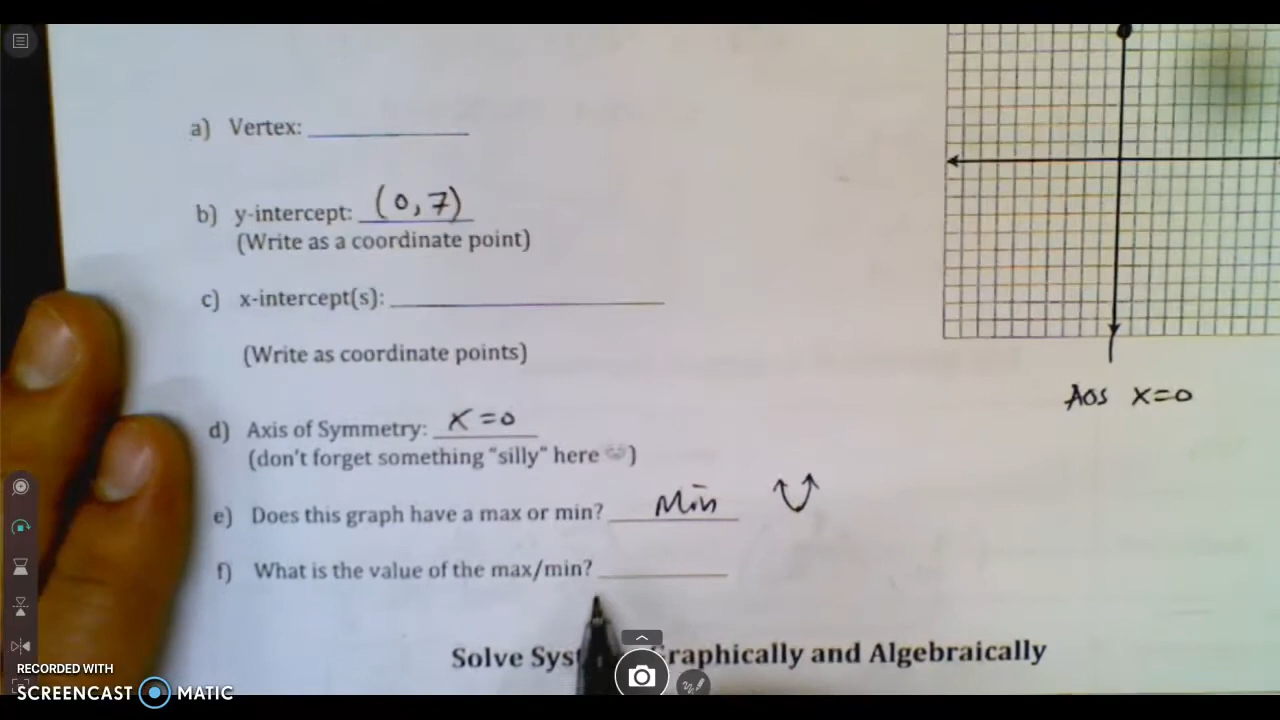 a) Vertex:
b) y-intercept: (0,7)
(Write as a coordinate point)
c) x-intercept(s):
(Write as coordinate points)
AOS x=0
d) Axis of Symmetry: x=0
(don't forget something "silly" here )
e) Does this graph have a max or min? Min
f) What is the value of the max/min?
Graphically and Algebraically
RECORDED WITH
SCREENCAST MATIC